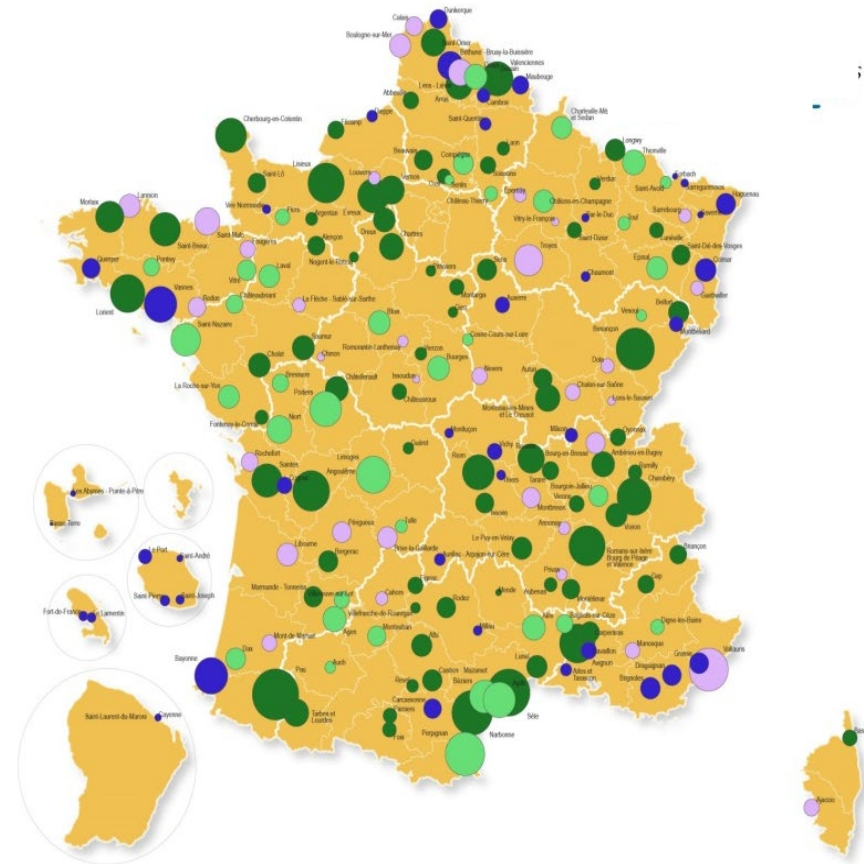 Dunkerque
Calais
Boulogne-sur-Mer
Saint-Omer
Béthune - Bruay-la-Buissière
Valenciennes
Maubeuge
Arras
Cambrai
Abbeville
Dieppe
Saint-Quentin
Charleville-Méz
et Sedan
Cherbourg-en-Cotentin
Fécamp
Laon
Longwy
Thionville
Beauvais
Compiègne
Soissons
Lisieux
Louviers
Vernon
Creil
Senlis
Verdun
Forbach
Sarreguemines
Saint-Avold
Saint-Lô
Château-Thierry
Épernay
Châlons-en-Champagne
Haguenau
Lannion
Morlaix
Vire Normandie
Flers
Argentan
Evreux
Vitry-le-François
Bar-le-Duc
Toul
Sarrebourg
Saverne
Saint-Malo
Dreux
Saint-Dizier
Lunéville
Saint-Brieuc
Fougères
Alençon
Chartres
Troyes
Saint-Dié-des-Vosges
Quimper
Pontivy
Vitré
Laval
Nogent-le-Rotrou
Pithiviers
Sens
Chaumont
Epinal
Colmar
Lorient
Vannes
Redon
Châteaubriant
La Flèche - Sablé-sur-Sarthe
Montargis
Gien
Auxerre
Guebwiller
Saint-Nazaire
Blois
Vesoul
Belfort
Montbéliard
Cholet
Saumur
Chinon
Romorantin-Lanthenay
Vierzon
Cosne-Cours-sur-Loire
Besançon
Bourges
Nevers
Autun
Dole
La Roche-sur-Yon
Bressuire
Châtellerault
Issoudun
Châteauroux
Chalon-sur-Saône
Poitiers
Lons-le-Saunier
Montceau-les-Mines
et Le Creusot
Fontenay-le-Comte
Niort
Montluçon
Mâcon
Oyonnax
Rochefort
Limoges
Guéret
Vichy
Bourg-en-Bresse
Ambérieu-en-Bugey
Saintes
Cognac
Angoulême
Riom
Thiers
Tarare
Rumilly
Bourgoin-Jallieu
Chambéry
Issoire
Montbrison
Vienne
Voiron
Périgueux
Tulle
Annonay
Libourne
Bergerac
Brive-la-Gaillarde
Aurillac - Arpajon-sur-Cère
Le Puy-en-Velay
Romans-sur-Isère
Bourg de Péage
et Valence
Briançon
Privas
Marmande - Tonneins
Villeneuve-sur-Lot
Figeac
Cahors
Rodez
Mende
Aubenas
Montélimar
Gap
Villefranche-de-Rouergue
Agen
Montauban
Millau
Alès
Bagnols-sur-Cèze
Digne-les-Bains
Mont de Marsan
Dax
Auch
Albi
Carpentras
Cavaillon
Avignon
Manosque
Bayonne
Pau
Castres
Mazamet
Béziers
Lunel
Arles et
Tarascon
Draguignan
Grasse
Vallauris
Brignoles
Revel
Tarbes et
Lourdes
Carcassonne
Pamiers
Sète
Foix
Perpignan
Narbonne
Ajaccio
Les Abymes - Pointe-à-Pitre
Basse-Terre
Le Port
Saint-André
Saint-Pierre
Saint-Joseph
Fort-de-France
Le Lamentin
Saint-Laurent-du-Maroni
Cayenne